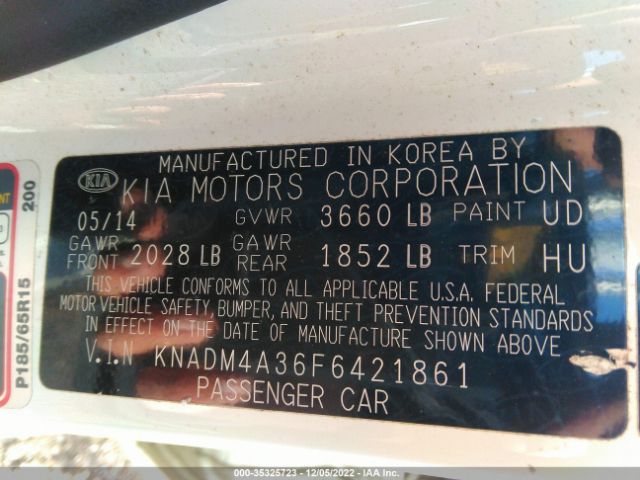 MANUFACTURED IN KOREA BY
KIA KIA MOTORS CORPORATION
05/14 GVWR 3660 LB PAINT UD
GAWR FRONT 2028 LB GAWR REAR 1852 LB TRIM HU
THIS VEHICLE CONFORMS TO ALL APPLICABLE U.S.A. FEDERAL
MOTOR VEHICLE SAFETY, BUMPER, AND THEFT PREVENTION STANDARDS
IN EFFECT ON THE DATE OF MANUFACTURE SHOWN ABOVE
V.I.N KNADM4A36F6421861
PASSENGER CAR
P185/65R15 200
000-35325723 - 12/05/2022 - IAA Inc.